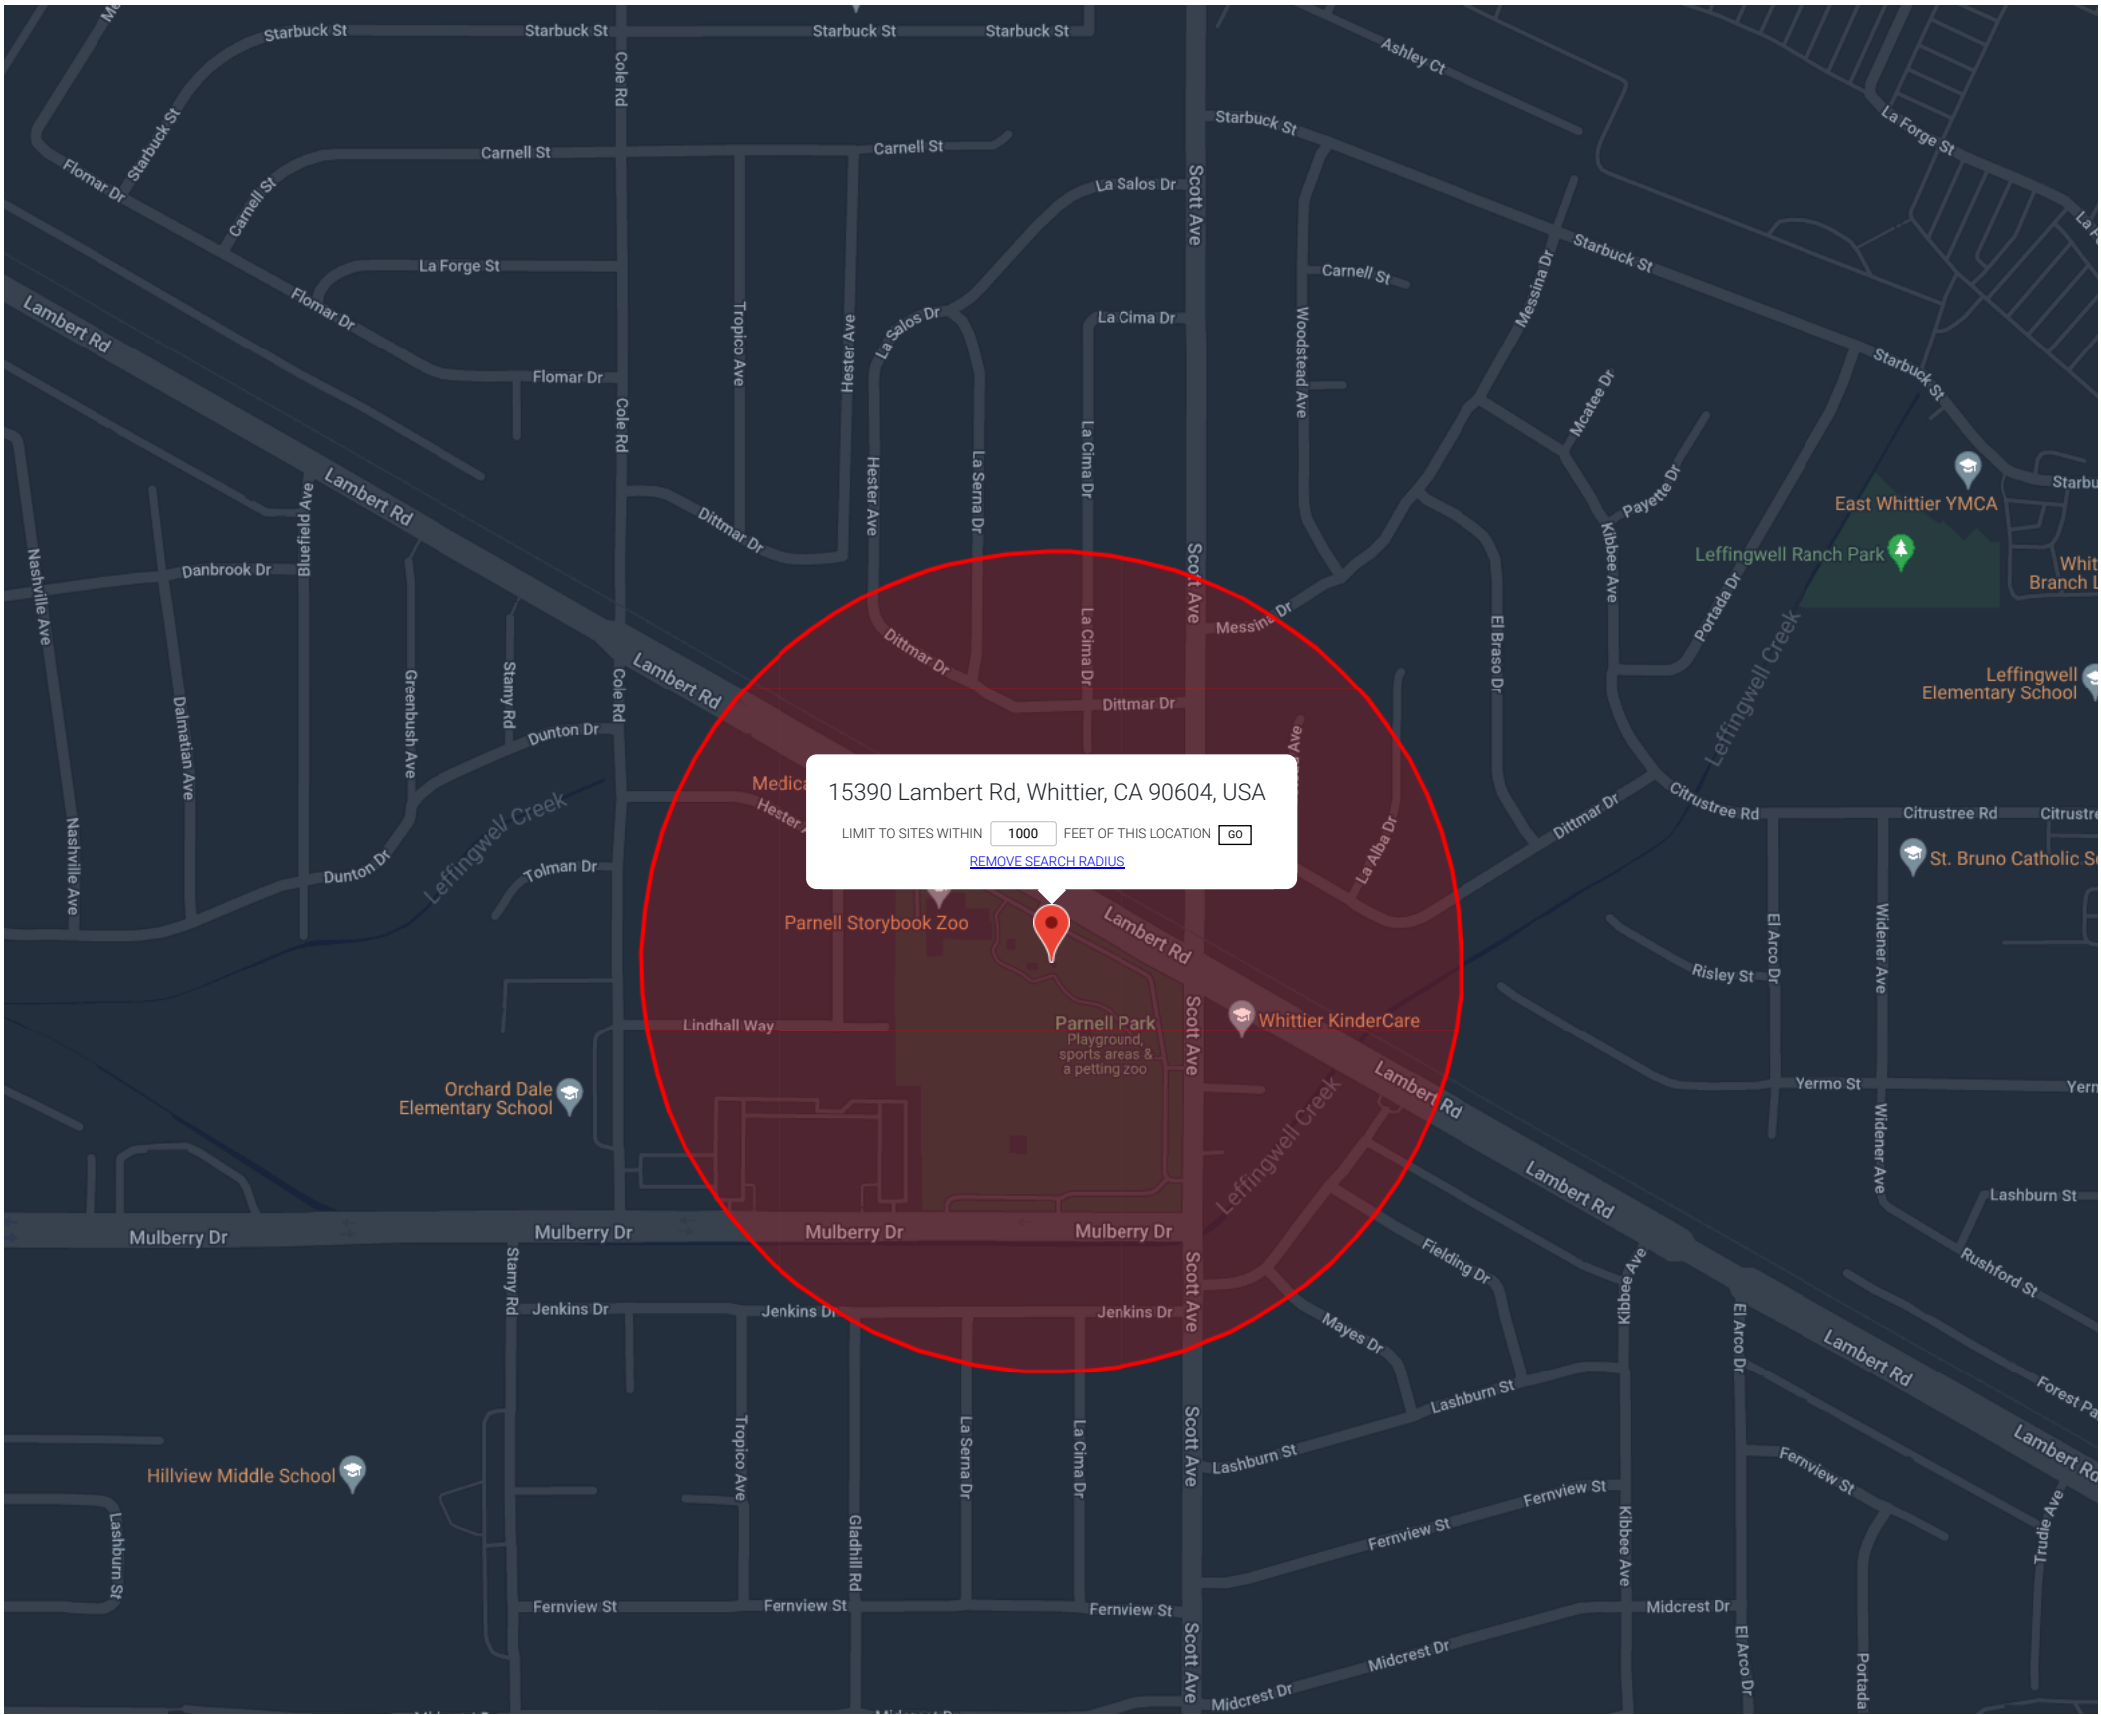 Starbuck St
Starbuck St
Starbuck St
Starbuck St
Ashley Ct
Cole Rd
Starbuck St
Starbuck St
La Forge St
Carnell St
Carnell St
Flomar Dr
Carnell St
La Salos Dr
Scott Ave
Starbuck St
La Forge St
Carnell St
Messina Dr
Lambert Rd
Flomar Dr
Tropico Ave
Hester Ave
La Salos Dr
La Cima Dr
Woodstead Ave
Flomar Dr
Cole Rd
Starbuck St
Mcatee Dr
Lambert Rd
Hester Ave
La Serna Dr
La Cima Dr
Payette Dr
East Whittier YMCA
Dittmar Dr
Bluefield Ave
Danbrook Dr
Nashville Ave
Scott Ave
Kibbee Ave
Leffingwell Ranch Park
Portada Dr
Messina Dr
Dittmar Dr
La Cima Dr
El Braso Dr
Leffingwell Creek
Leffingwell
Elementary School
Lambert Rd
Cole Rd
Stamy Rd
Greenbush Ave
Dalmatian Ave
Dunton Dr
Dittmar Dr
15390 Lambert Rd, Whittier, CA 90604, USA
LIMIT TO SITES WITHIN 1000 FEET OF THIS LOCATION GO
REMOVE SEARCH RADIUS
Leffingwell Creek
Nashville Ave
Dunton Dr
Tolman Dr
La Alba Dr
Dittmar Dr
Citrustree Rd
Citrustree Rd
St. Bruno Catholic
Parnell Storybook Zoo
Lambert Rd
El Arco Dr
Widener Ave
Risley St
Lindhall Way
Parnell Park
Playground,
sports areas &
a petting zoo
Scott Ave
Whittier KinderCare
Orchard Dale
Elementary School
Lambert Rd
Yermo St
Leffingwell Creek
Widener Ave
Lambert Rd
Lashburn St
Mulberry Dr
Mulberry Dr
Mulberry Dr
Mulberry Dr
Fielding Dr
Rushford St
Stamy Rd
Jenkins Dr
Jenkins Dr
Jenkins Dr
Scott Ave
Mayes Dr
Kibbee Ave
El Arco Dr
Lambert Rd
Lashburn St
Hillview Middle School
Tropico Ave
La Serna Dr
La Cima Dr
Scott Ave
Lashburn St
Fernview St
Fernview St
Lambert Rd
Lashburn St
Gladhill Rd
Fernview St
Kibbee Ave
Trudie Ave
Fernview St
Fernview St
Fernview St
Midcrest Dr
Scott Ave
Midcrest Dr
El Arco Dr
Portada
Midcrest Dr